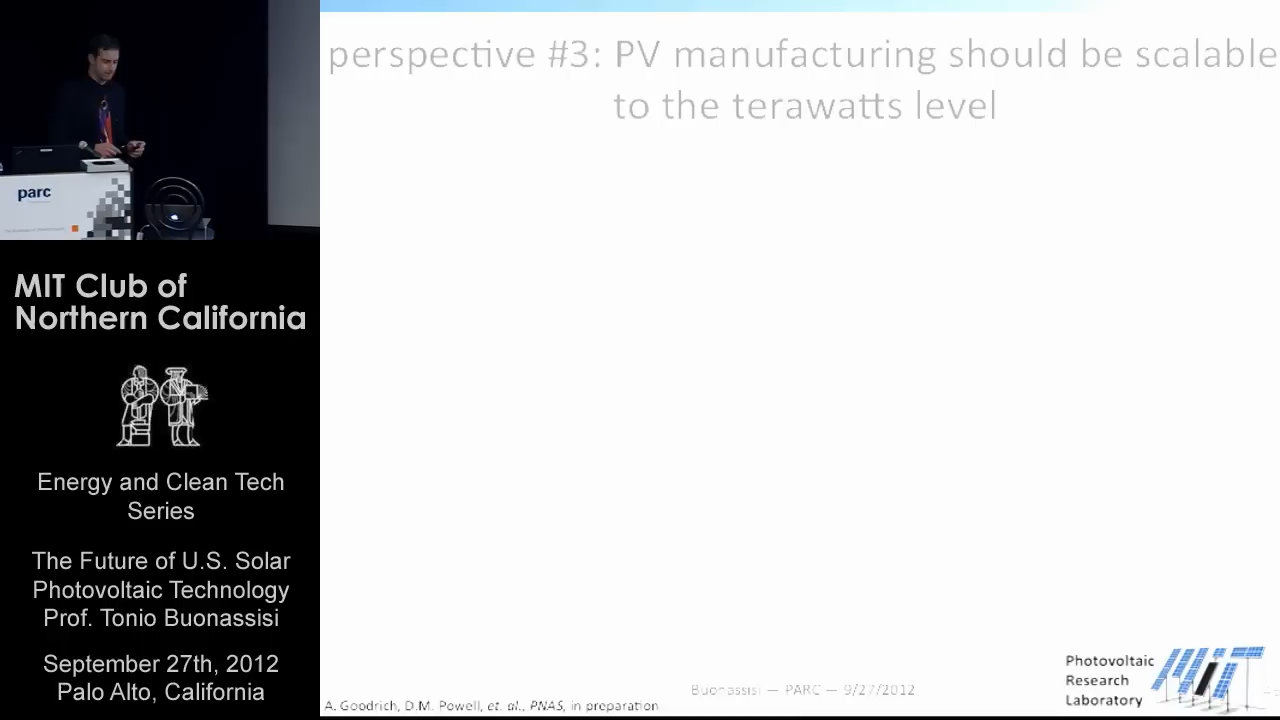 perspective #3: PV manufacturing should be scalable
to the terawatts level
parc
MIT Club of
Northern California
Energy and Clean Tech
Series
The Future of U.S. Solar
Photovoltaic Technology
Prof. Tonio Buonassisi
September 27th, 2012
Palo Alto, California
Buonassisi — PARC — 9/27/2012
A. Goodrich, D.M. Powell, et. al., PNAS, in preparation
Photovoltaic
Research
Laboratory
MIT